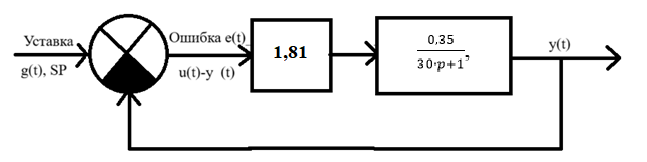 Уставка
g(t), SP
Ошибка e(t)_
u(t)-y (t)
1,81
0,35
30·p+1,
y(t)